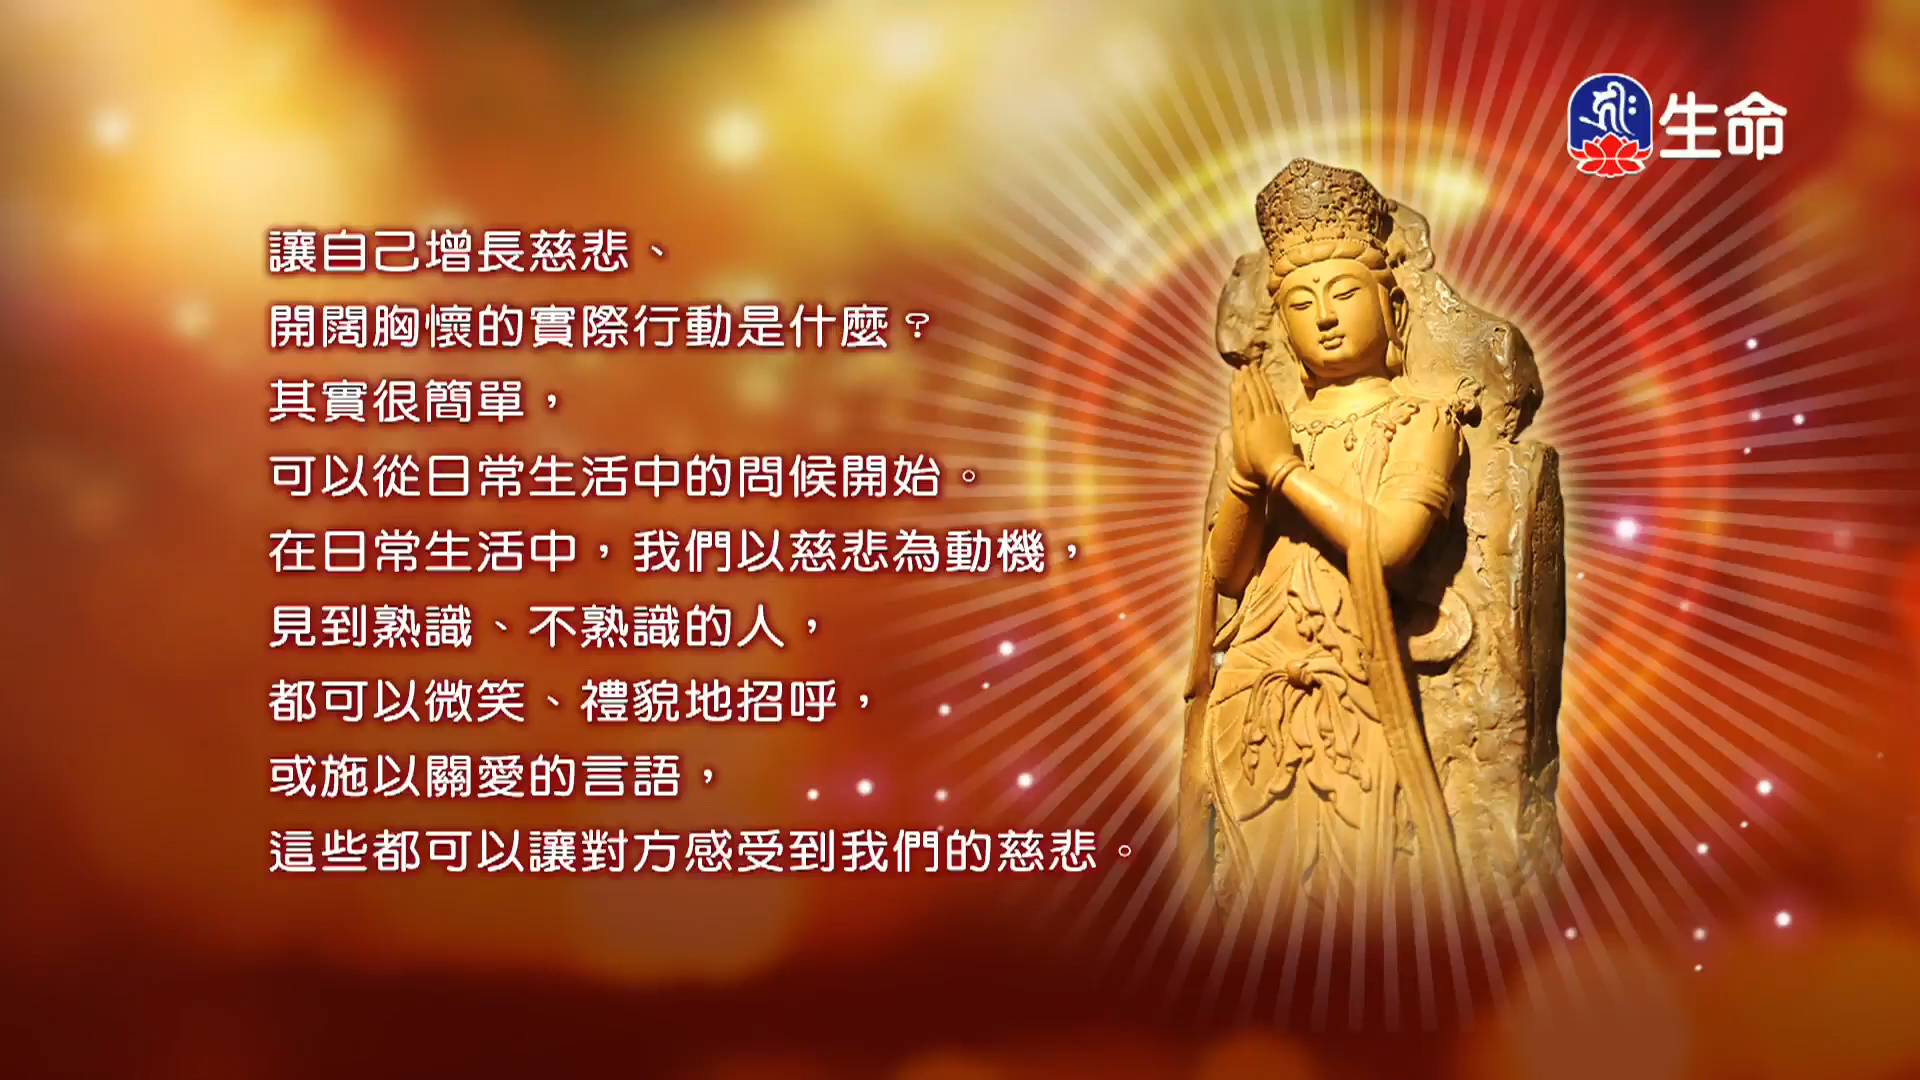 生命
讓自己增長慈悲、
開闊胸懷的實際行動是什麼？
其實很簡單，
可以從日常生活中的問候開始。
在日常生活中，我們以慈悲為動機，
見到熟識、不熟識的人，
都可以微笑、禮貌地招呼，
或施以關愛的言語，
這些都可以讓對方感受到我們的慈悲。